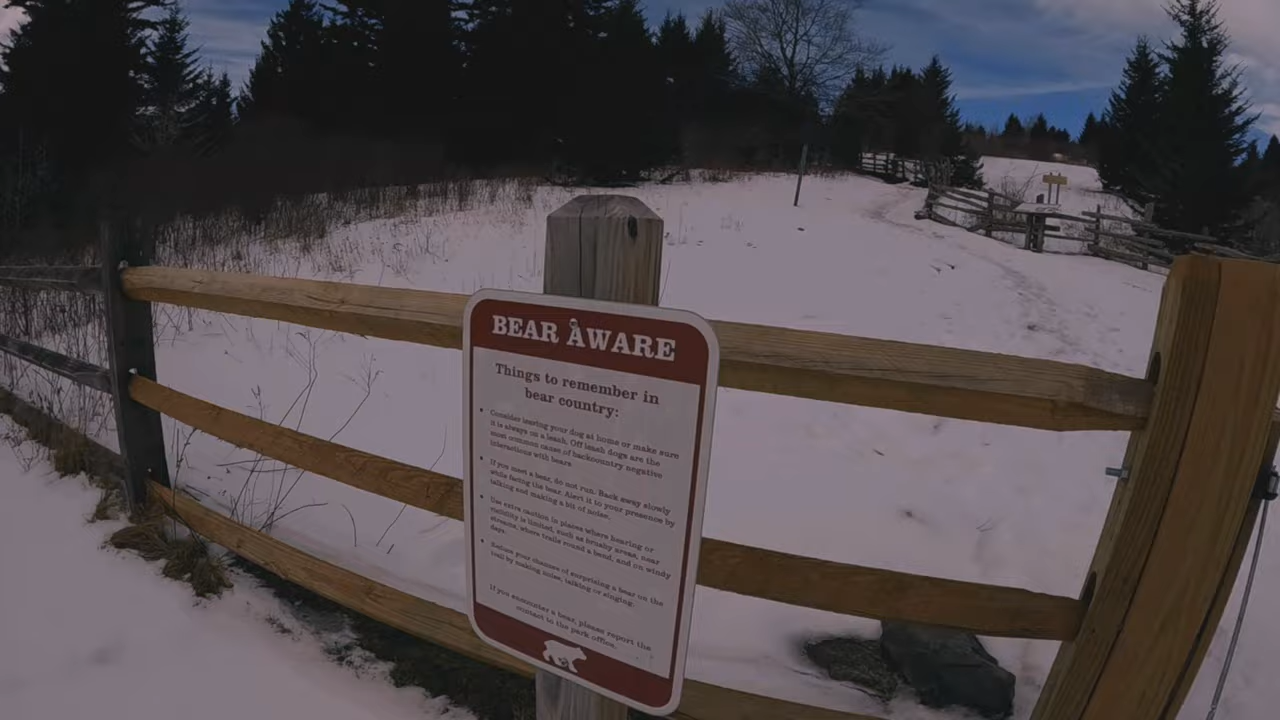 BEAR AWARE
Things to remember in
bear country:
• Consider leaving your dog at home or make sure
it is always on a leash. Off leash dogs are the
most common cause of backcountry negative
interactions with bears
• If you meet a bear, do not run. Back away slowly
while facing the bear. Alert it to your presence by
talking and making a bit of noise.
• Use extra caution in places where hearing or
visibility is limited, such as brushy areas, near
streams, where trails round a bend, and on windy
days.
• Reduce your chances of surprising a bear on the
trail by making noise, talking or singing.
If you encounter a bear, please report the
contact to the park office.